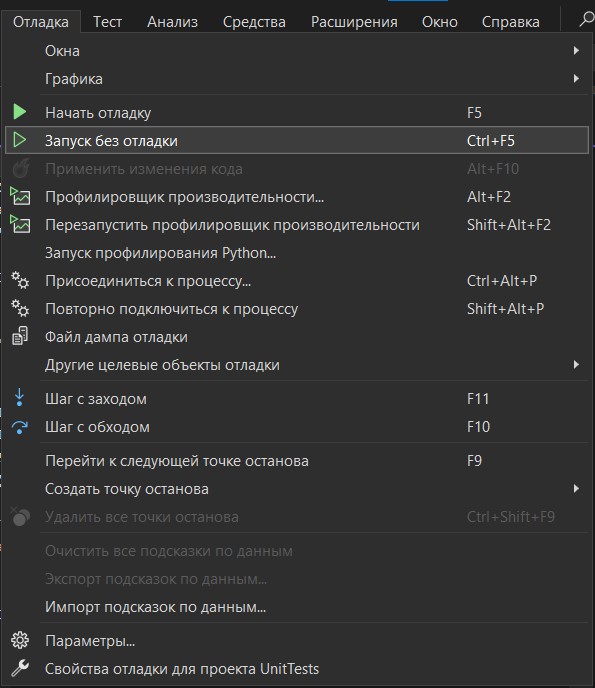 Отладка Тест Анализ Средства Расширения Окно Справка
Окна
Графика
Начать отладку F5
Запуск без отладки Ctrl+F5
Применить изменения кода Alt+F10
Профилировщик производительности... Alt+F2
Перезапустить профилировщик производительности Shift+Alt+F2
Запуск профилирования Python...
Присоединиться к процессу... Ctrl+Alt+P
Повторно подключиться к процессу Shift+Alt+P
Файл дампа отладки
Другие целевые объекты отладки
Шаг с заходом F11
Шаг с обходом F10
Перейти к следующей точке останова F9
Создать точку останова
Удалить все точки останова Ctrl+Shift+F9
Очистить все подсказки по данным
Экспорт подсказок по данным...
Импорт подсказок по данным...
Параметры...
Свойства отладки для проекта UnitTests